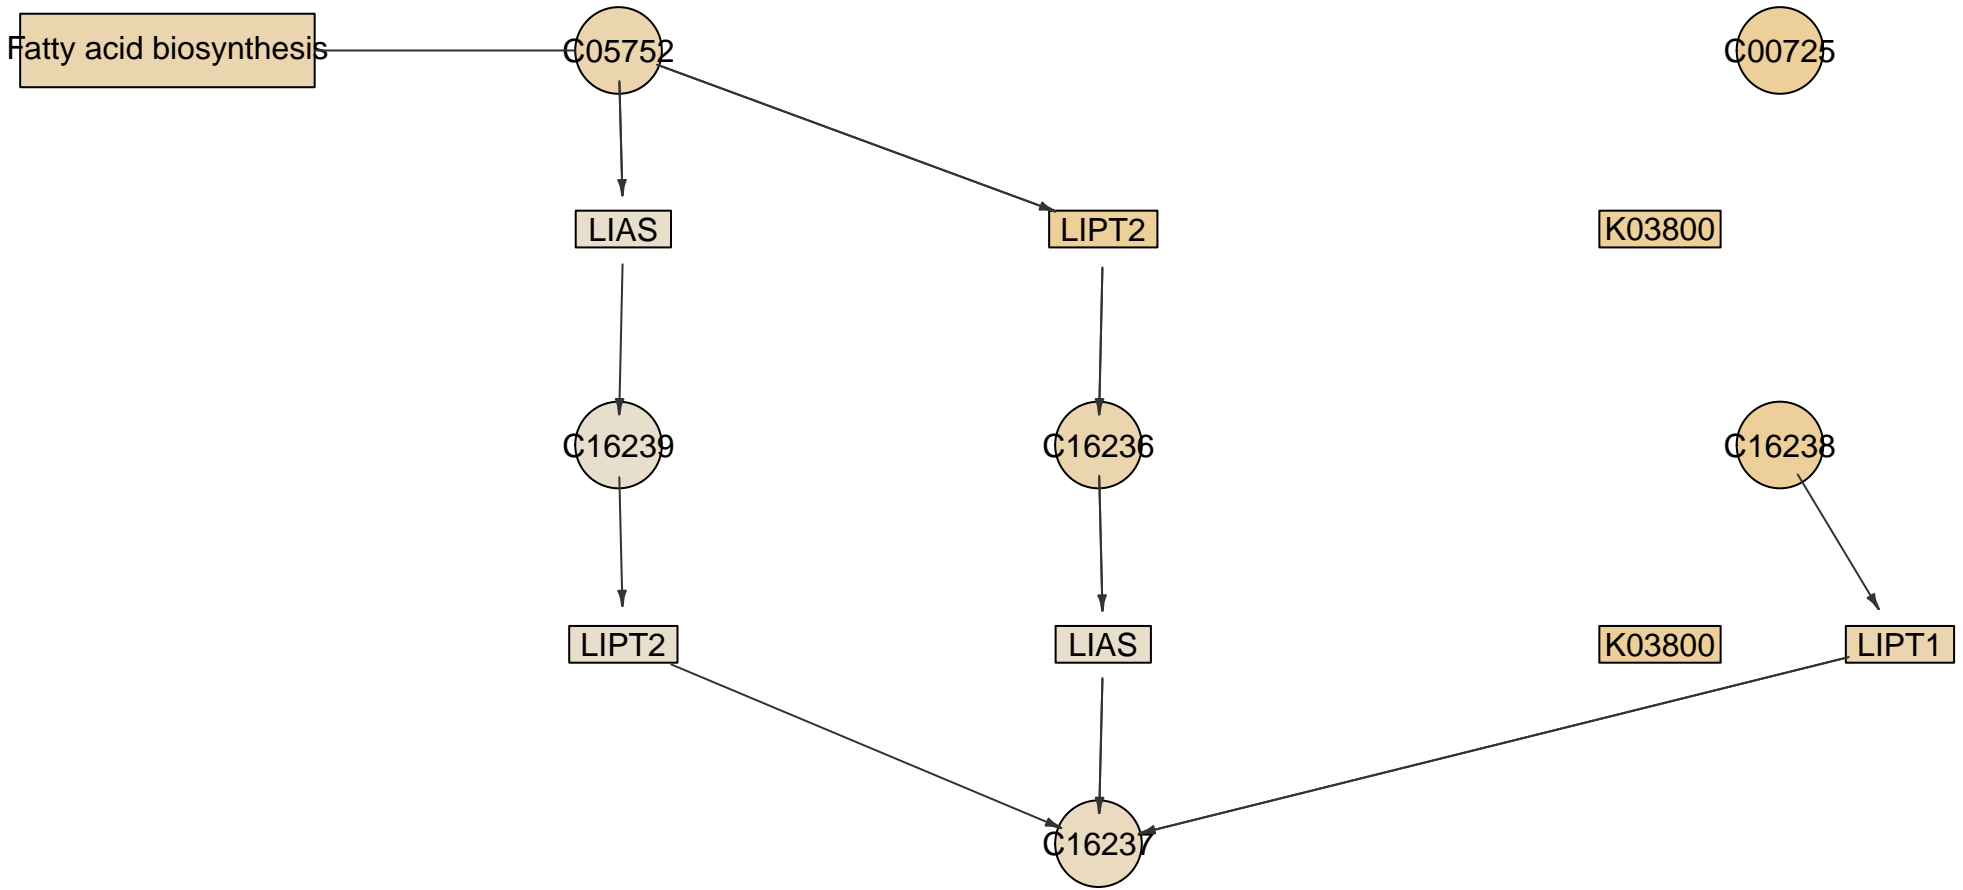 Fatty acid biosynthesis
C05752
C00725
LIAS
LIPT2
K03800
C16239
C16236
C16238
LIPT2
LIAS
K03800
LIPT1
C16237